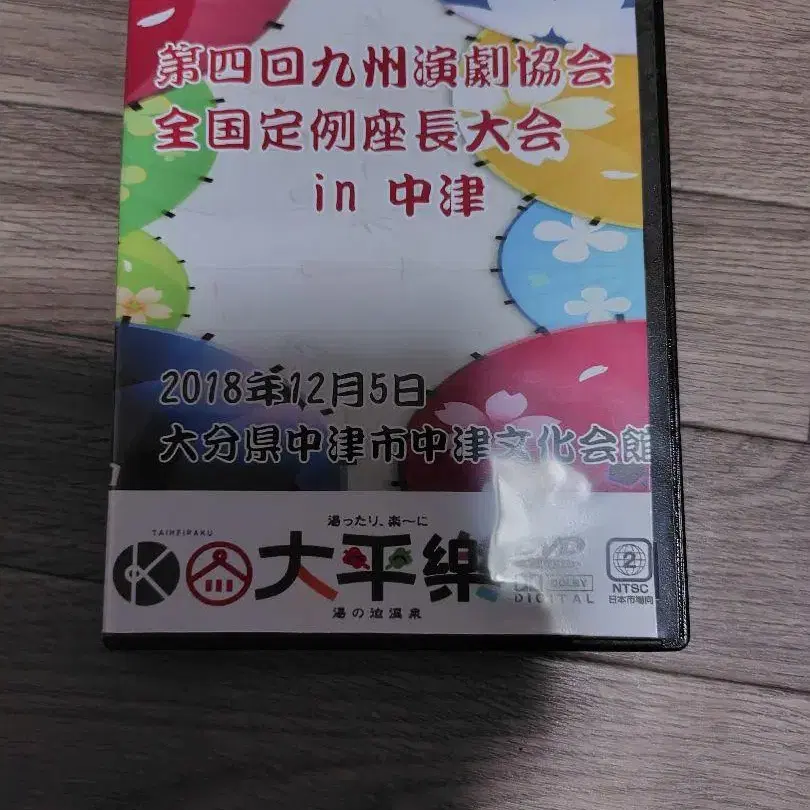 第四回九州演劇協会
全国定例座長大会
in 中津
2018年12月5日
大分県中津市中津文化会館
湯ったり、楽〜に
TAIHEIRAKU
大平樂
湯の迫温泉
DVD
DOLBY
DIGITAL
2
NTSC
日本市場向